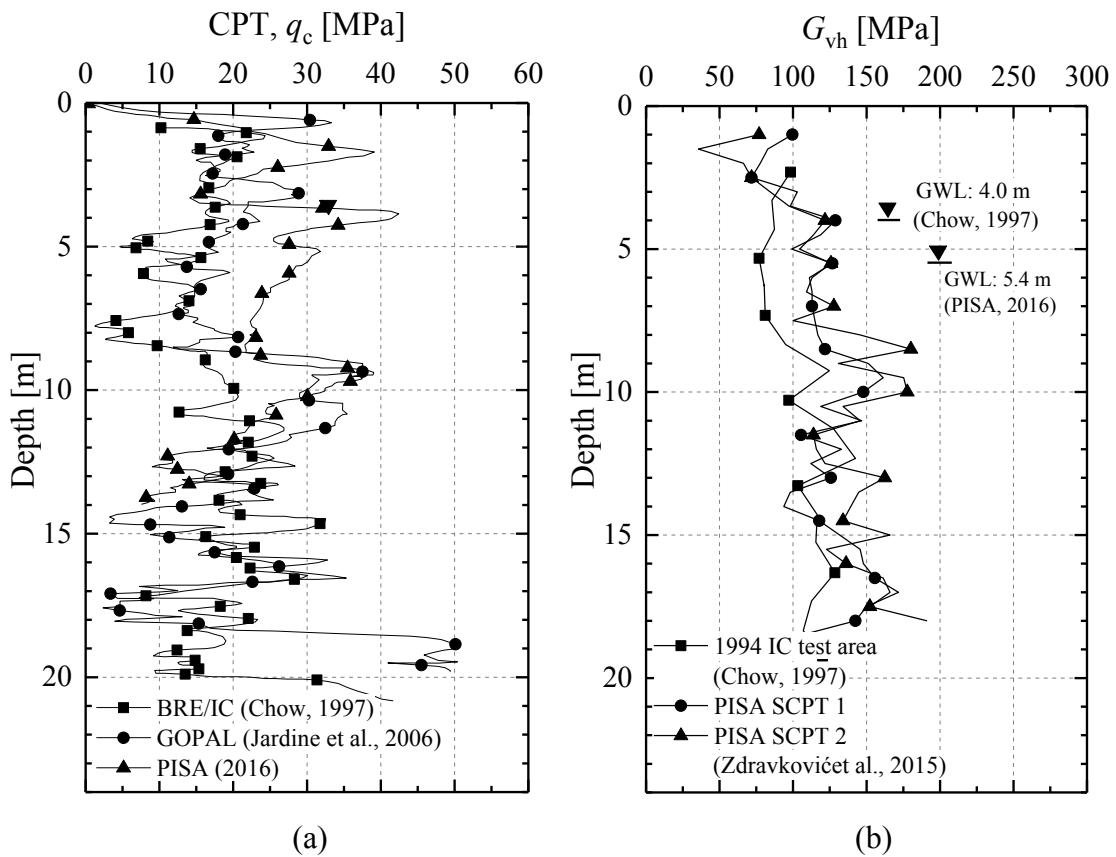 CPT, qc [MPa]
0 10 20 30 40 50 60
0
5
10
15
20
Depth [m]
BRE/IC (Chow, 1997)
GOPAL (Jardine et al., 2006)
PISA (2016)
(a)
Gvh [MPa]
0 50 100 150 200 250 300
0
5
10
15
20
Depth [m]
GWL: 4.0 m
(Chow, 1997)
GWL: 5.4 m
(PISA, 2016)
1994 IC test area
(Chow, 1997)
PISA SCPT 1
PISA SCPT 2
(Zdravkovićet al., 2015)
(b)